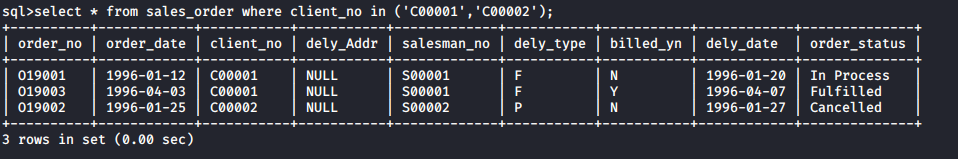 sql>select * from sales_order where client_no in ('C00001','C00002');
+----------+------------+-----------+-----------+-------------+-----------+-----------+------------+--------------+
| order_no | order_date | client_no | dely_Addr | salesman_no | dely_type | billed_yn | dely_date | order_status |
+----------+------------+-----------+-----------+-------------+-----------+-----------+------------+--------------+
| O19001 | 1996-01-12 | C00001 | NULL | S00001 | F | N | 1996-01-20 | In Process |
| O19003 | 1996-04-03 | C00001 | NULL | S00001 | F | Y | 1996-04-07 | Fulfilled |
| O19002 | 1996-01-25 | C00002 | NULL | S00002 | P | N | 1996-01-27 | Cancelled |
+----------+------------+-----------+-----------+-------------+-----------+-----------+------------+--------------+
3 rows in set (0.00 sec)